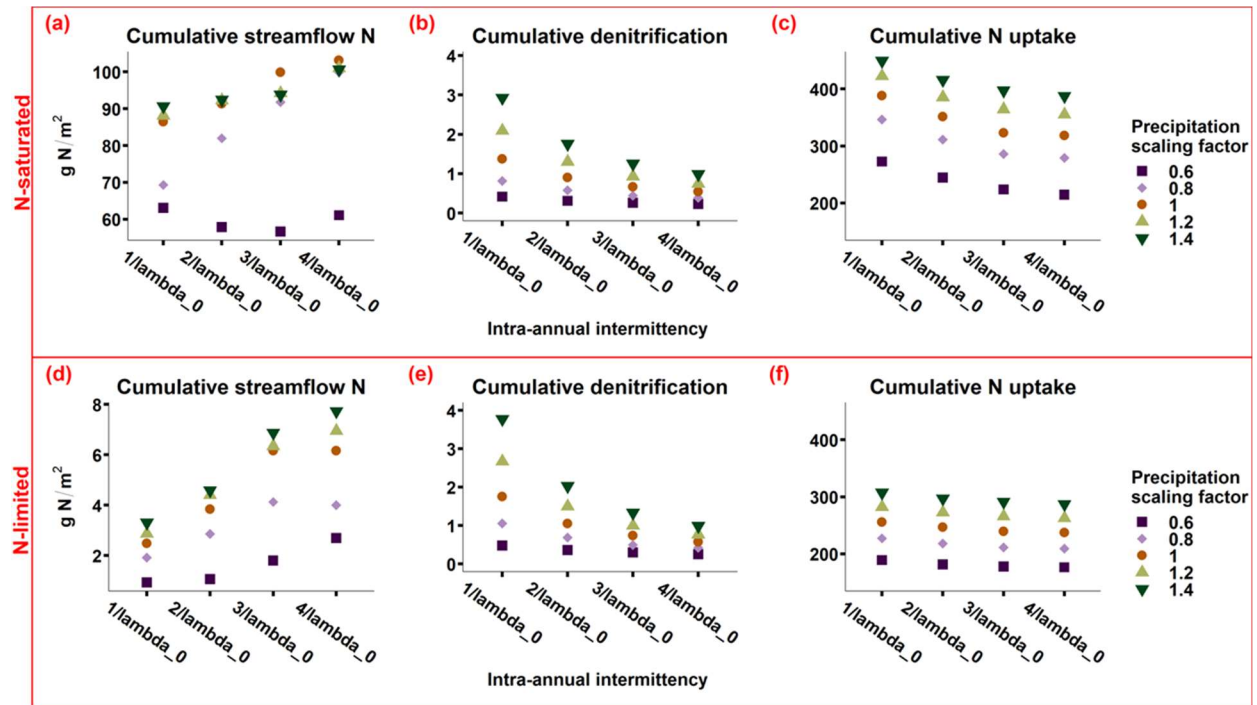 N-saturated
(a)
Cumulative streamflow N
g N/m²
100
90
80
70
60
1/lambda_0
2/lambda_0
3/lambda_0
4/lambda_0
(b)
Cumulative denitrification
4
3
2
1
0
1/lambda_0
2/lambda_0
3/lambda_0
4/lambda_0
Intra-annual intermittency
(c)
Cumulative N uptake
400
300
200
1/lambda_0
2/lambda_0
3/lambda_0
4/lambda_0
Precipitation
scaling factor
0.6
0.8
1
1.2
1.4
N-limited
(d)
Cumulative streamflow N
g N/m²
8
6
4
2
1/lambda_0
2/lambda_0
3/lambda_0
4/lambda_0
(e)
Cumulative denitrification
4
3
2
1
0
1/lambda_0
2/lambda_0
3/lambda_0
4/lambda_0
Intra-annual intermittency
(f)
Cumulative N uptake
400
300
200
1/lambda_0
2/lambda_0
3/lambda_0
4/lambda_0
Precipitation
scaling factor
0.6
0.8
1
1.2
1.4